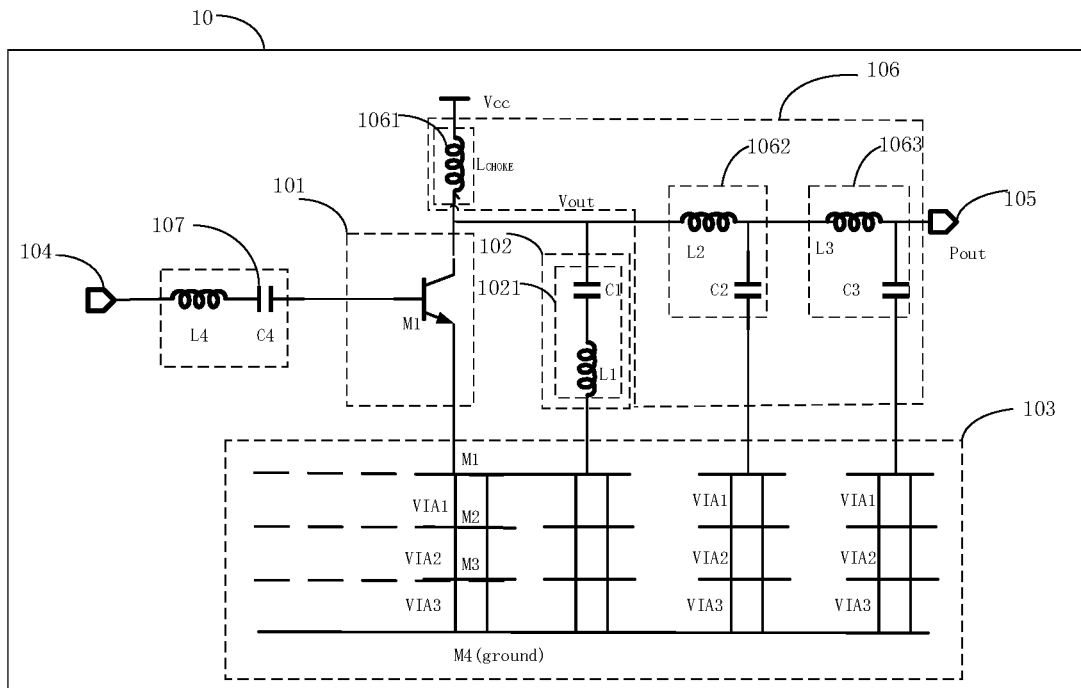 10
106
Vcc
1061
LCHOKE
1062
1063
101
Vout
105
107
102
L2
L3
Pout
104
1021
C1
C2
C3
M1
L4
C4
L1
103
M1
VIA1
VIA1
VIA1
M2
VIA2
M3
VIA2
VIA2
VIA3
VIA3
VIA3
M4(ground)